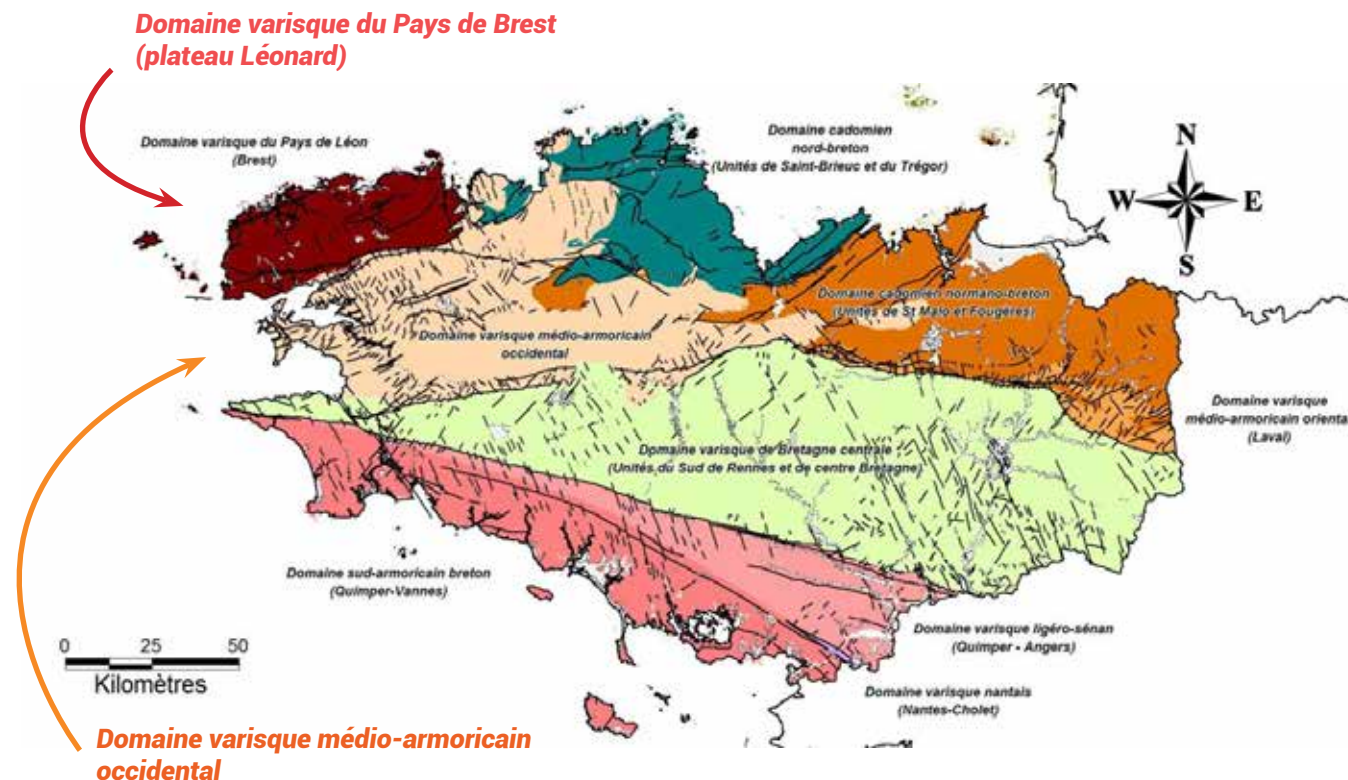 Domaine varisque du Pays de Brest
(plateau Léonard)
Domaine varisque du Pays de Léon
(Brest)
Domaine cadomien
nord-breton
(Unités de Saint-Brieuc et du Trégor)
N
W
E
S
Domaine cadomien normano-breton
(Unités de St Malo et Fougères)
Domaine varisque médio-armoricain
occidental
Domaine varisque
médio-armoricain orienta
(Laval)
Domaine varisque de Bretagne centrale
(Unités du Sud de Rennes et de centre Bretagne)
Domaine sud-armoricain breton
(Quimper-Vannes)
Domaine varisque ligéro-sénan
(Quimper - Angers)
0 25 50
Kilomètres
Domaine varisque nantais
(Nantes-Cholet)
Domaine varisque médio-armoricain
occidental